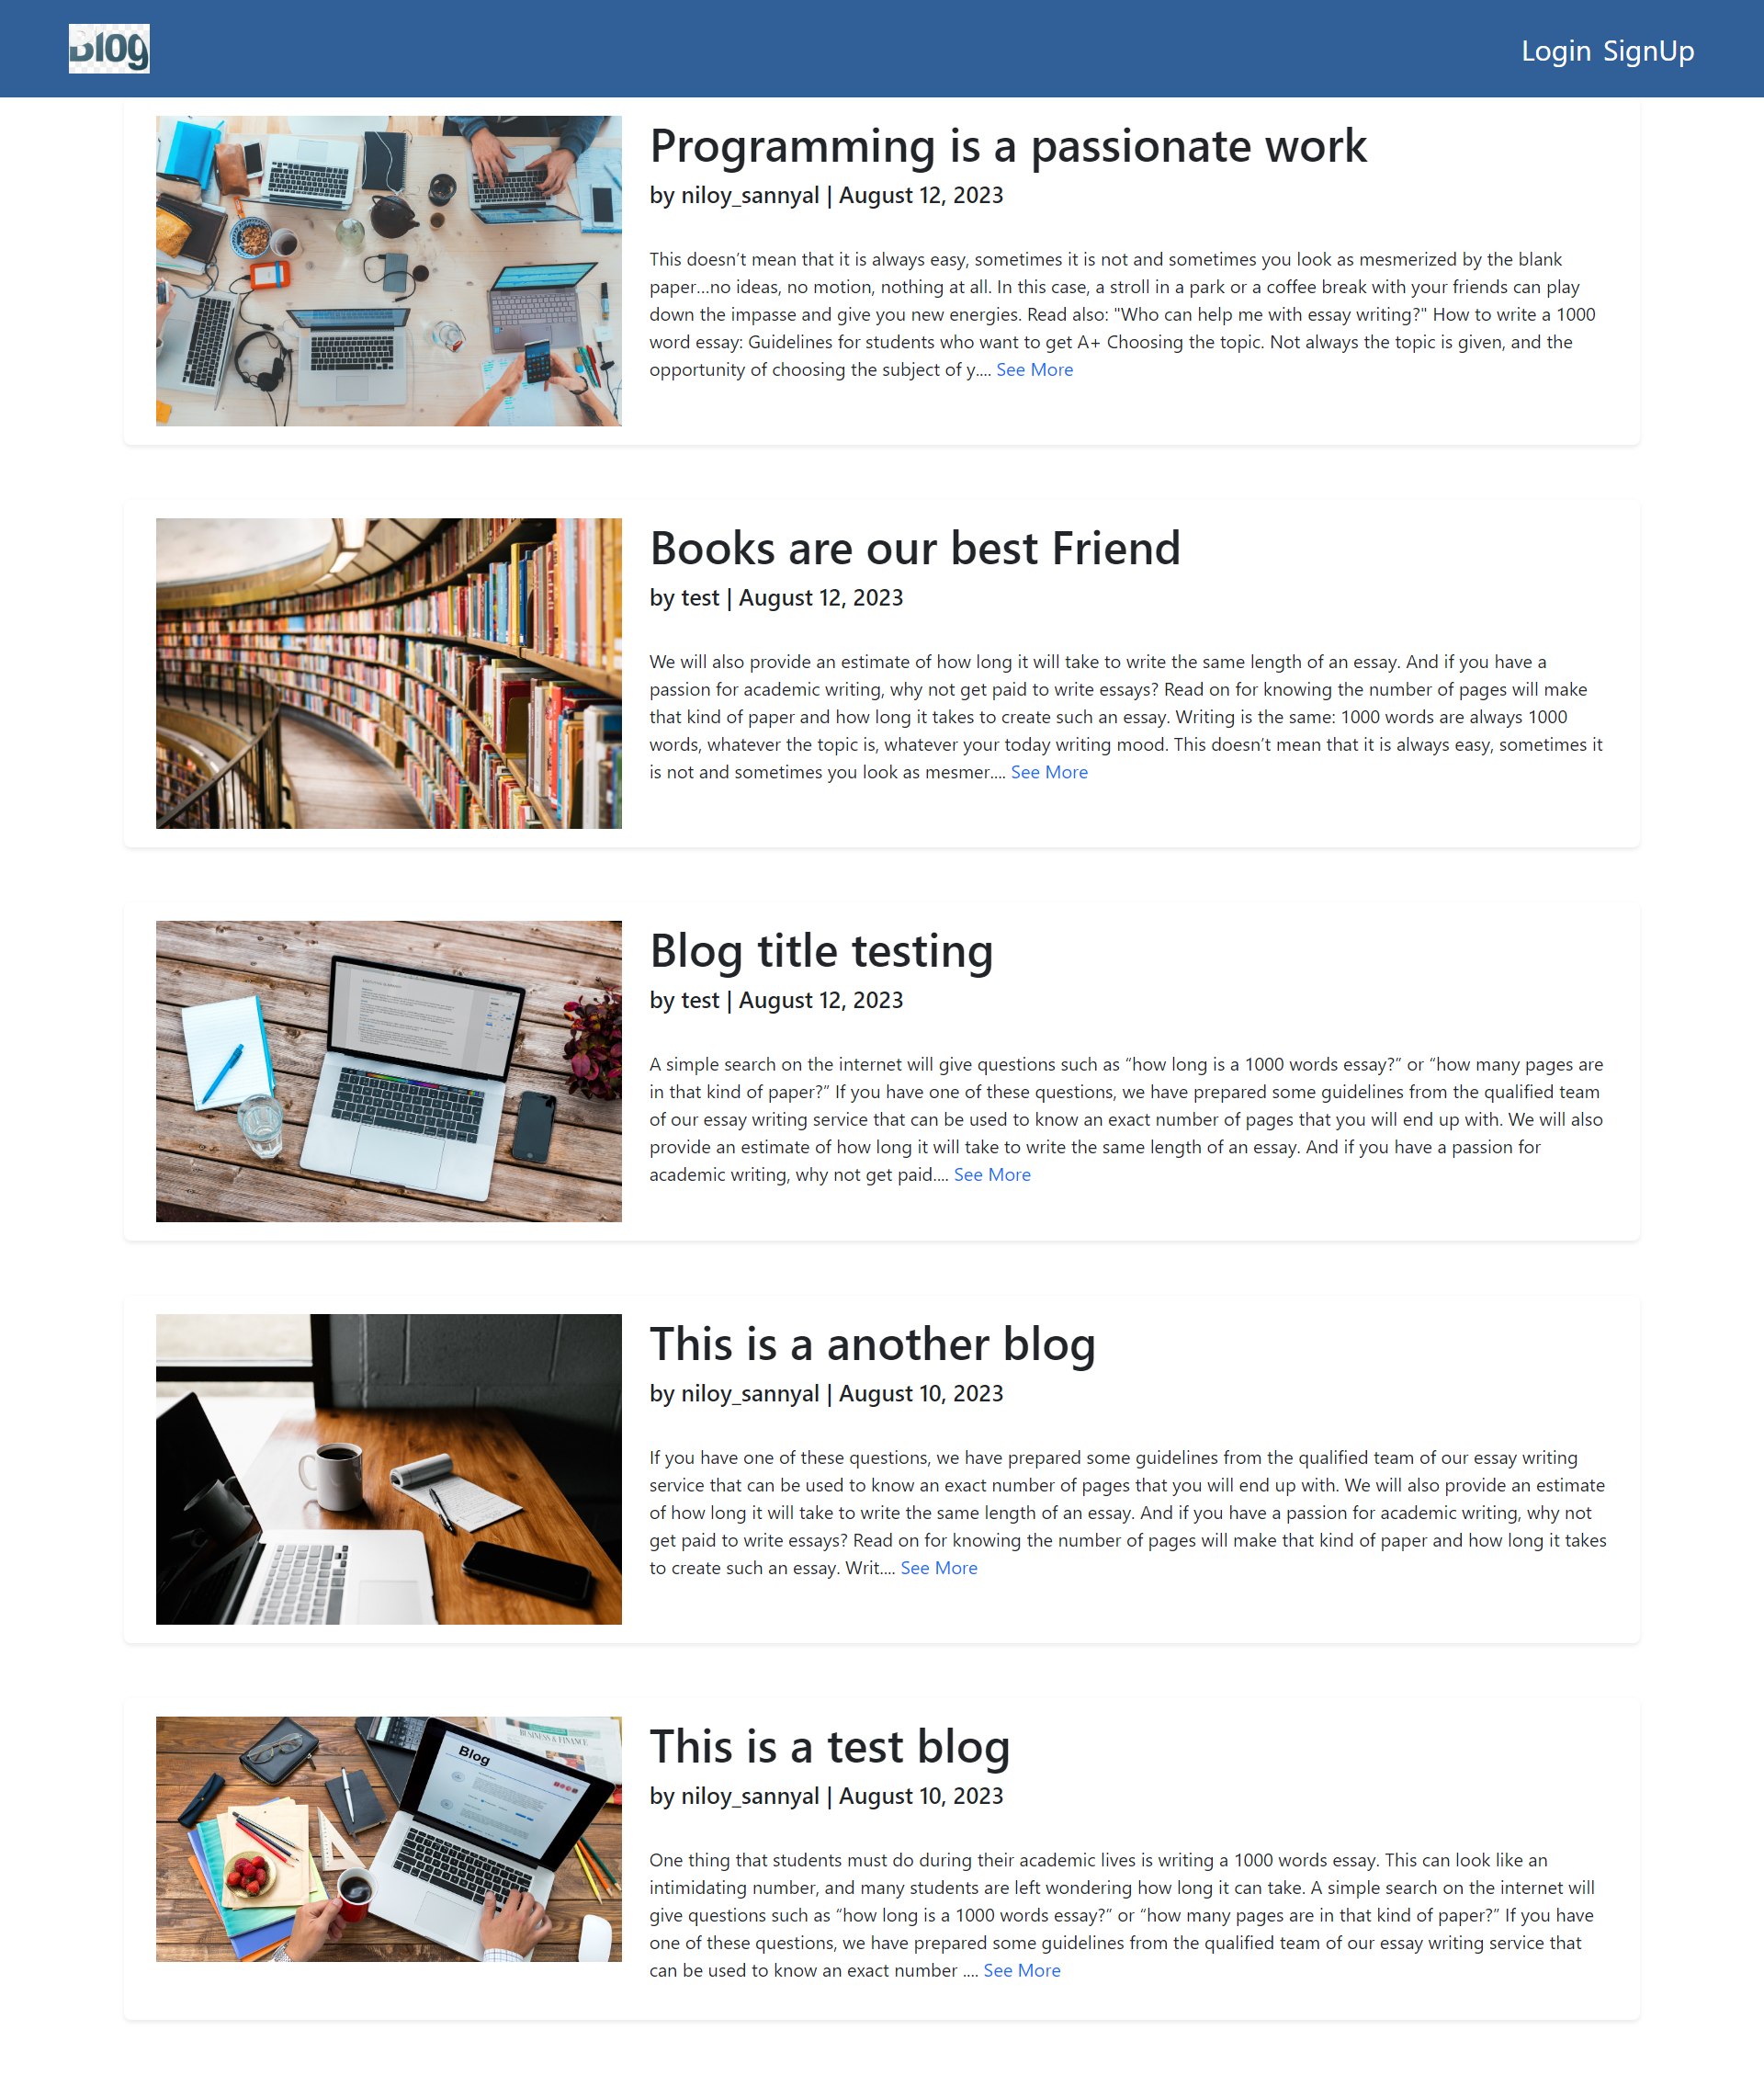 Blog
Login SignUp
Programming is a passionate work
by niloy_sannyal | August 12, 2023
This doesn’t mean that it is always easy, sometimes it is not and sometimes you look as mesmerized by the blank
paper…no ideas, no motion, nothing at all. In this case, a stroll in a park or a coffee break with your friends can play
down the impasse and give you new energies. Read also: "Who can help me with essay writing?" How to write a 1000
word essay: Guidelines for students who want to get A+ Choosing the topic. Not always the topic is given, and the
opportunity of choosing the subject of y.... See More
Books are our best Friend
by test | August 12, 2023
We will also provide an estimate of how long it will take to write the same length of an essay. And if you have a
passion for academic writing, why not get paid to write essays? Read on for knowing the number of pages will make
that kind of paper and how long it takes to create such an essay. Writing is the same: 1000 words are always 1000
words, whatever the topic is, whatever your today writing mood. This doesn’t mean that it is always easy, sometimes it
is not and sometimes you look as mesmer.... See More
Blog title testing
by test | August 12, 2023
A simple search on the internet will give questions such as “how long is a 1000 words essay?” or “how many pages are
in that kind of paper?” If you have one of these questions, we have prepared some guidelines from the qualified team
of our essay writing service that can be used to know an exact number of pages that you will end up with. We will also
provide an estimate of how long it will take to write the same length of an essay. And if you have a passion for
academic writing, why not get paid.... See More
This is a another blog
by niloy_sannyal | August 10, 2023
If you have one of these questions, we have prepared some guidelines from the qualified team of our essay writing
service that can be used to know an exact number of pages that you will end up with. We will also provide an estimate
of how long it will take to write the same length of an essay. And if you have a passion for academic writing, why not
get paid to write essays? Read on for knowing the number of pages will make that kind of paper and how long it takes
to create such an essay. Writ.... See More
BUSINESS & FINANCE
Blog
This is a test blog
by niloy_sannyal | August 10, 2023
One thing that students must do during their academic lives is writing a 1000 words essay. This can look like an
intimidating number, and many students are left wondering how long it can take. A simple search on the internet will
give questions such as “how long is a 1000 words essay?” or “how many pages are in that kind of paper?” If you have
one of these questions, we have prepared some guidelines from the qualified team of our essay writing service that
can be used to know an exact number .... See More